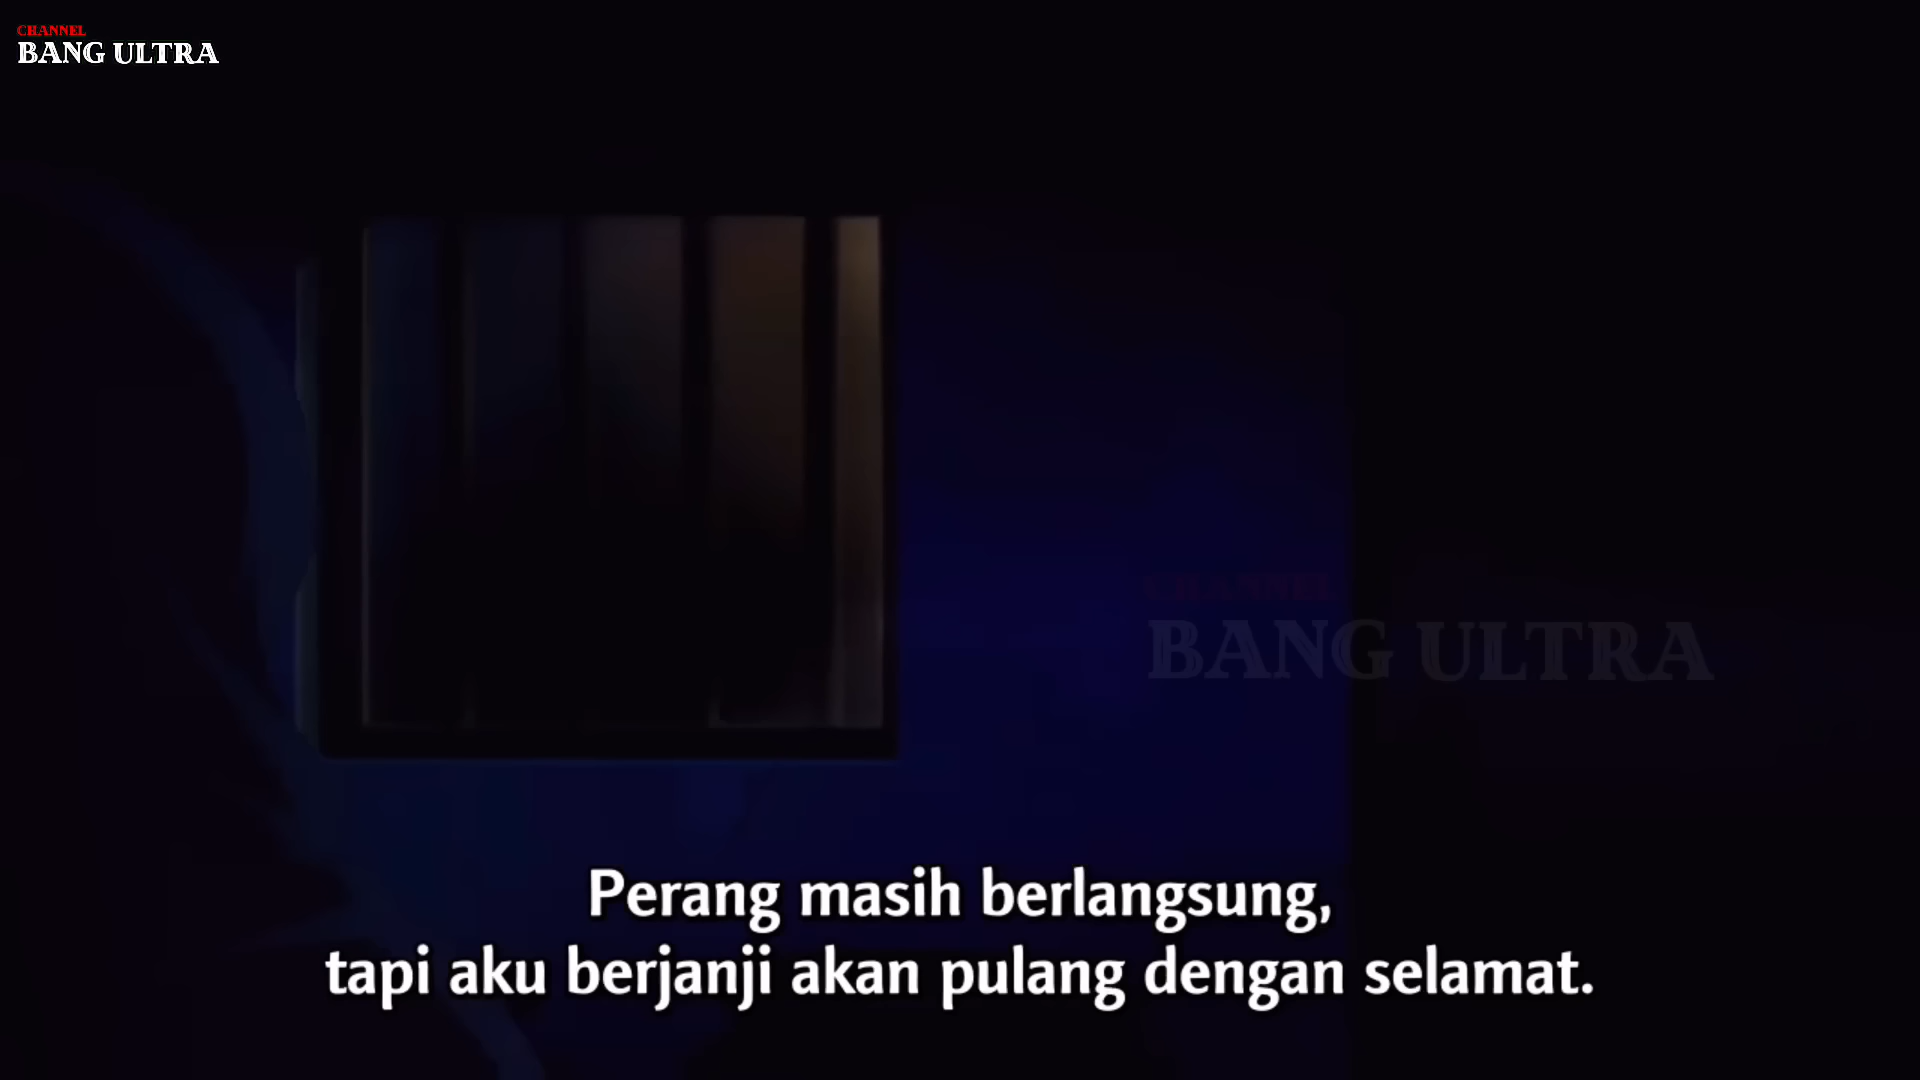 CHANNEL
BANG ULTRA
CHANNEL
BANG ULTRA
Perang masih berlangsung,
tapi aku berjanji akan pulang dengan selamat.